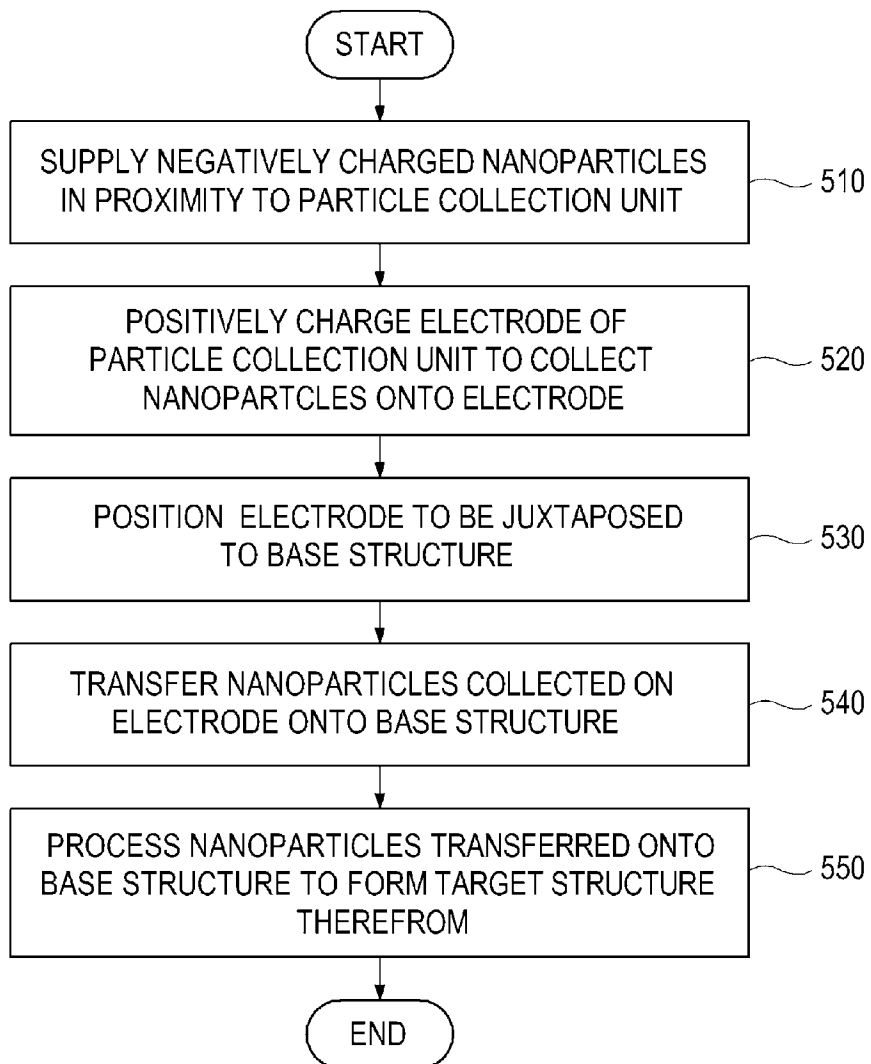 START
SUPPLY NEGATIVELY CHARGED NANOPARTICLES
IN PROXIMITY TO PARTICLE COLLECTION UNIT
510
POSITIVELY CHARGE ELECTRODE OF
PARTICLE COLLECTION UNIT TO COLLECT
NANOPARTCLES ONTO ELECTRODE
520
POSITION ELECTRODE TO BE JUXTAPOSED
TO BASE STRUCTURE
530
TRANSFER NANOPARTICLES COLLECTED ON
ELECTRODE ONTO BASE STRUCTURE
540
PROCESS NANOPARTICLES TRANSFERRED ONTO
BASE STRUCTURE TO FORM TARGET STRUCTURE
THEREFROM
550
END